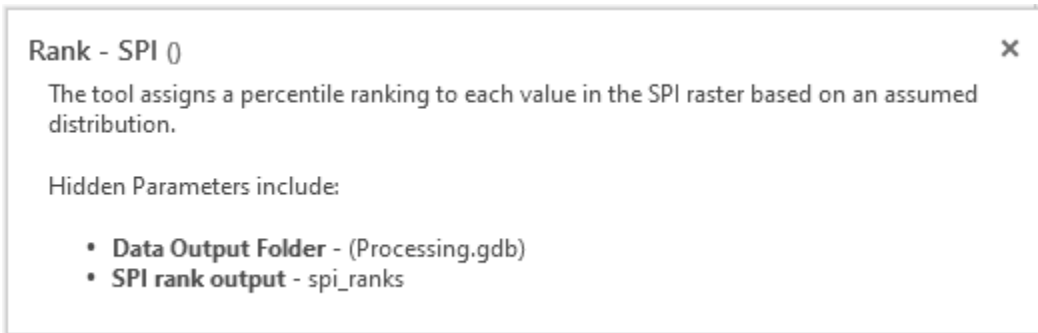 Rank - SPI ()
×
The tool assigns a percentile ranking to each value in the SPI raster based on an assumed
distribution.
Hidden Parameters include:
• Data Output Folder - (Processing.gdb)
• SPI rank output - spi_ranks